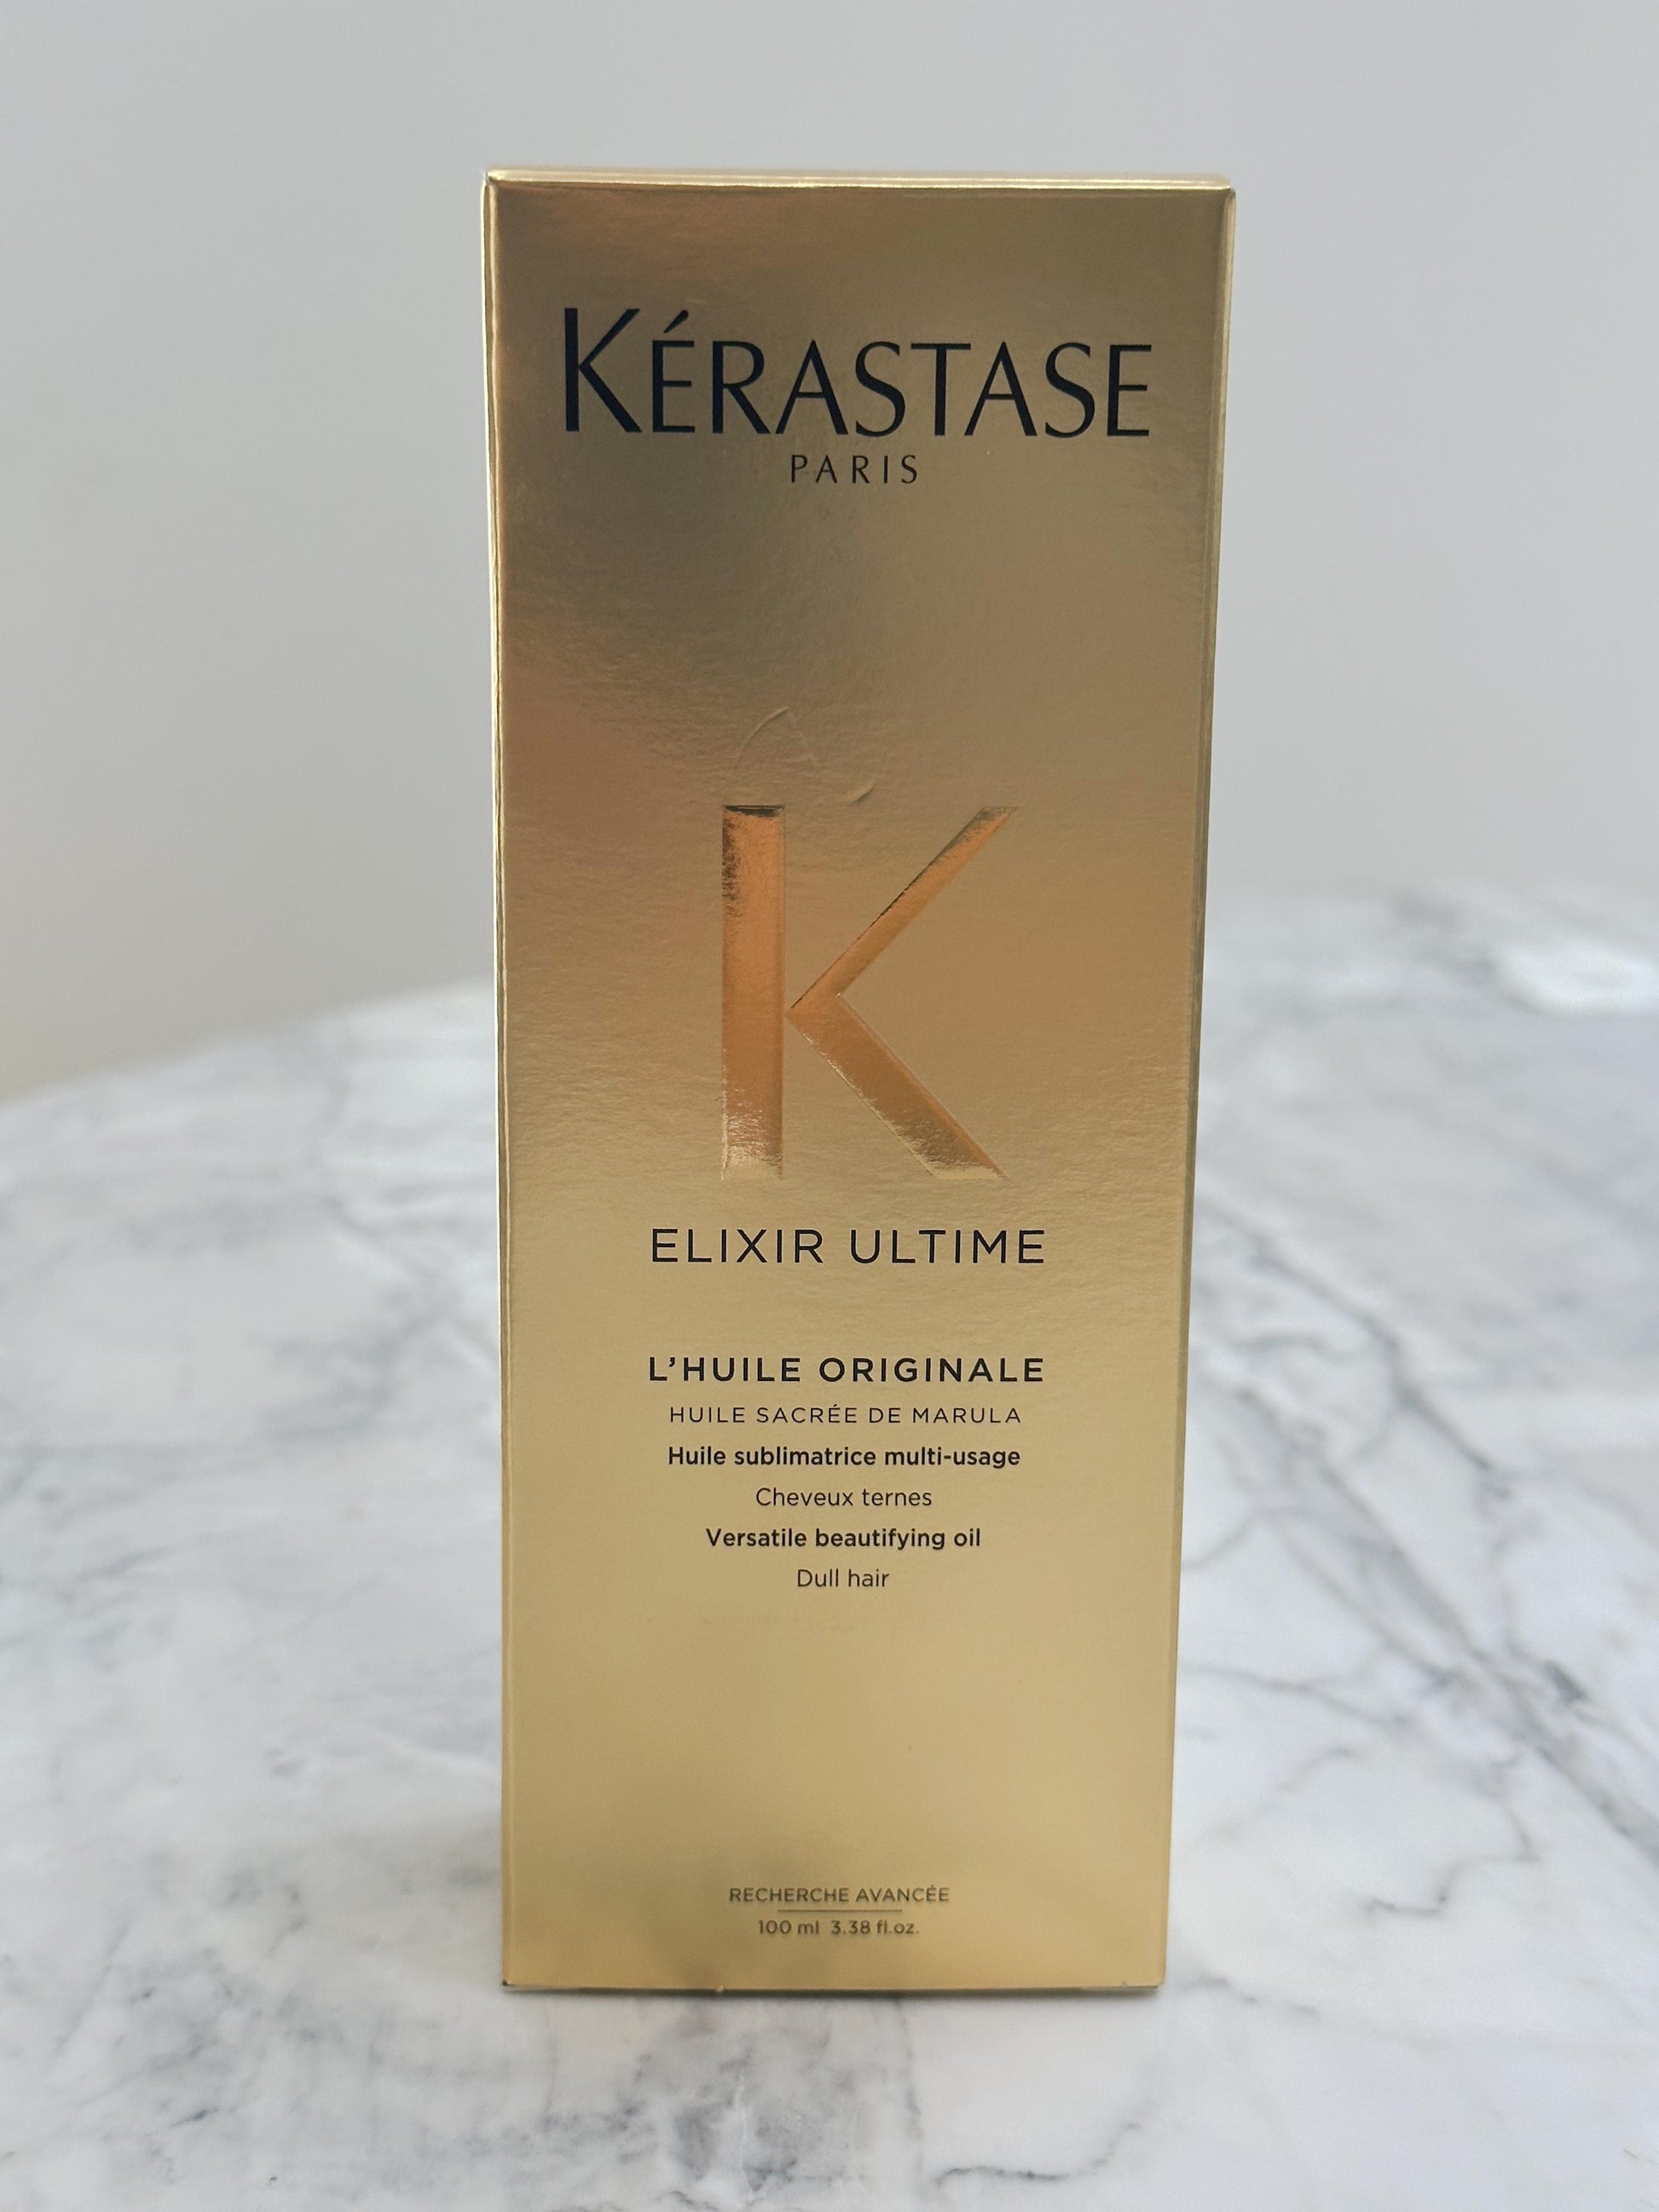 KÉRASTASE
PARIS
K
ELIXIR ULTIME
L'HUILE ORIGINALE
HUILE SACRÉE DE MARULA
Huile sublimatrice multi-usage
Cheveux ternes
Versatile beautifying oil
Dull hair
RECHERCHE AVANCÉE
100 ml 3.38 fl.oz.